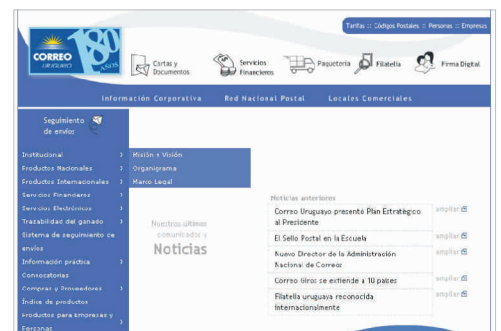 Tarifas :: Códigos Postales :: Personas :: Empresas
CORREO
URUGUAYO
180
AÑOS
Cartas y
Documentos
Servicios
Financieros
Paquetería
Filatelia
Firma Digital
Información Corporativa
Red Nacional Postal
Locales Comerciales
Seguimiento
de envíos
Institucional
Productos Nacionales
Productos Internacionales
Servicios Financieros
Servicios Electrónicos
Trazabilidad del ganado
Sistema de seguimiento de
envíos
Información práctica
Convocatorias
Compras y Proveedores
Índice de productos
Productos para Empresas y
Personas
Misión y Visión
Organigrama
Marco Legal
Nuestros últimos
comunicados y
Noticias
Noticias anteriores
Correo Uruguayo presentó Plan Estratégico
al Presidente
ampliar
El Sello Postal en la Escuela
ampliar
Nuevo Director de la Administración
Nacional de Correos
ampliar
Correo Giros se extiende a 10 países
ampliar
Filatelia uruguaya reconocida
internacionalmente
ampliar